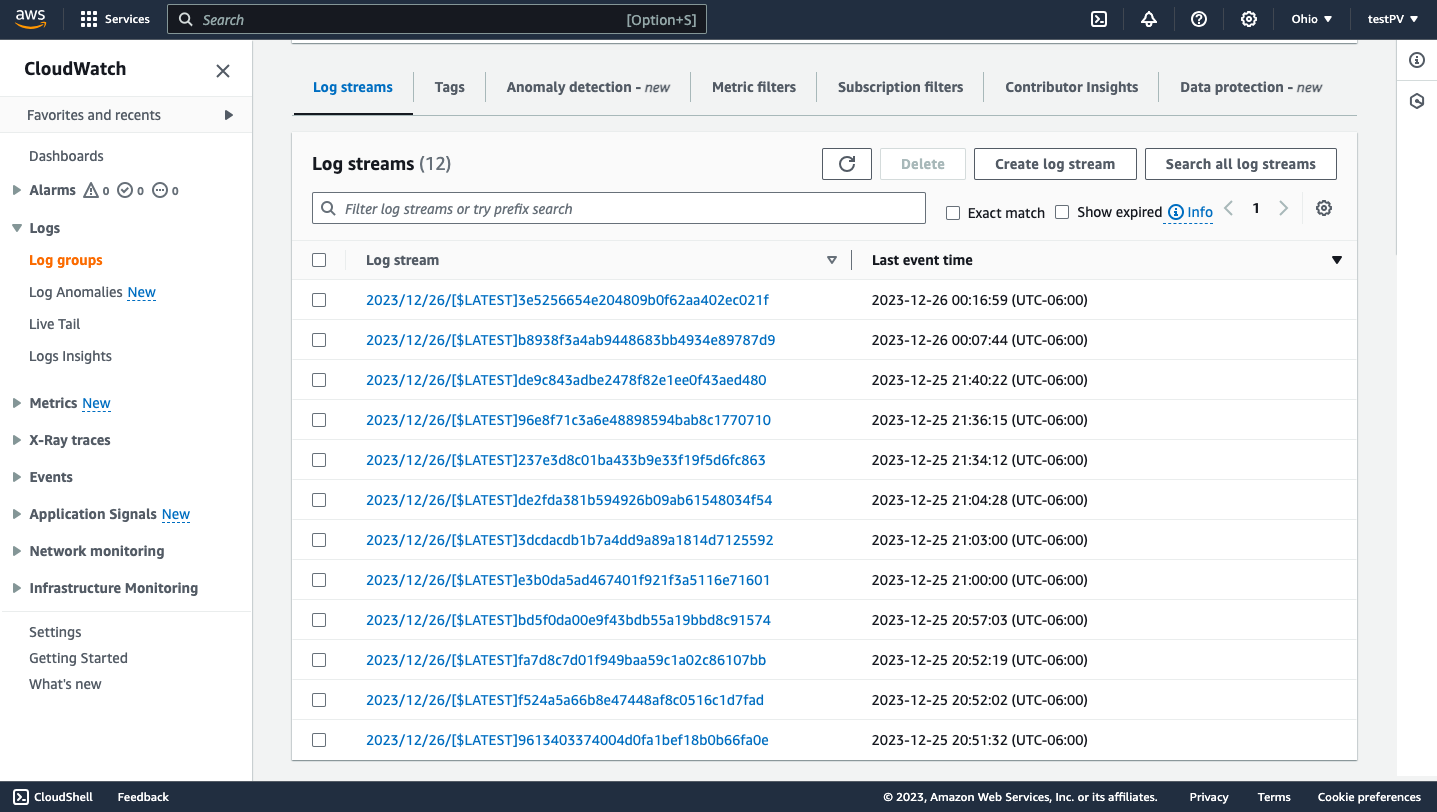 aws Services Search [Option+S] Ohio ▼ testPV ▼
CloudWatch
Favorites and recents
Dashboards
Alarms 0 0 0
Logs
Log groups
Log Anomalies New
Live Tail
Logs Insights
Metrics New
X-Ray traces
Events
Application Signals New
Network monitoring
Infrastructure Monitoring
Settings
Getting Started
What's new
Log streams Tags Anomaly detection - new Metric filters Subscription filters Contributor Insights Data protection - new
Log streams (12) Delete Create log stream Search all log streams
Filter log streams or try prefix search Exact match Show expired Info 1
Log stream Last event time
2023/12/26/[$LATEST]3e5256654e204809b0f62aa402ec021f 2023-12-26 00:16:59 (UTC-06:00)
2023/12/26/[$LATEST]b8938f3a4ab9448683bb4934e89787d9 2023-12-26 00:07:44 (UTC-06:00)
2023/12/26/[$LATEST]de9c843adbe2478f82e1ee0f43aed480 2023-12-25 21:40:22 (UTC-06:00)
2023/12/26/[$LATEST]96e8f71c3a6e48898594bab8c1770710 2023-12-25 21:36:15 (UTC-06:00)
2023/12/26/[$LATEST]237e3d8c01ba433b9e33f19f5d6fc863 2023-12-25 21:34:12 (UTC-06:00)
2023/12/26/[$LATEST]de2fda381b594926b09ab61548034f54 2023-12-25 21:04:28 (UTC-06:00)
2023/12/26/[$LATEST]3dcdacdb1b7a4dd9a89a1814d7125592 2023-12-25 21:03:00 (UTC-06:00)
2023/12/26/[$LATEST]e3b0da5ad467401f921f3a5116e71601 2023-12-25 21:00:00 (UTC-06:00)
2023/12/26/[$LATEST]bd5f0da00e9f43bdb55a19bbd8c91574 2023-12-25 20:57:03 (UTC-06:00)
2023/12/26/[$LATEST]fa7d8c7d01f949baa59c1a02c86107bb 2023-12-25 20:52:19 (UTC-06:00)
2023/12/26/[$LATEST]f524a5a66b8e47448af8c0516c1d7fad 2023-12-25 20:52:02 (UTC-06:00)
2023/12/26/[$LATEST]9613403374004d0fa1bef18b0b66fa0e 2023-12-25 20:51:32 (UTC-06:00)
CloudShell Feedback © 2023, Amazon Web Services, Inc. or its affiliates. Privacy Terms Cookie preferences